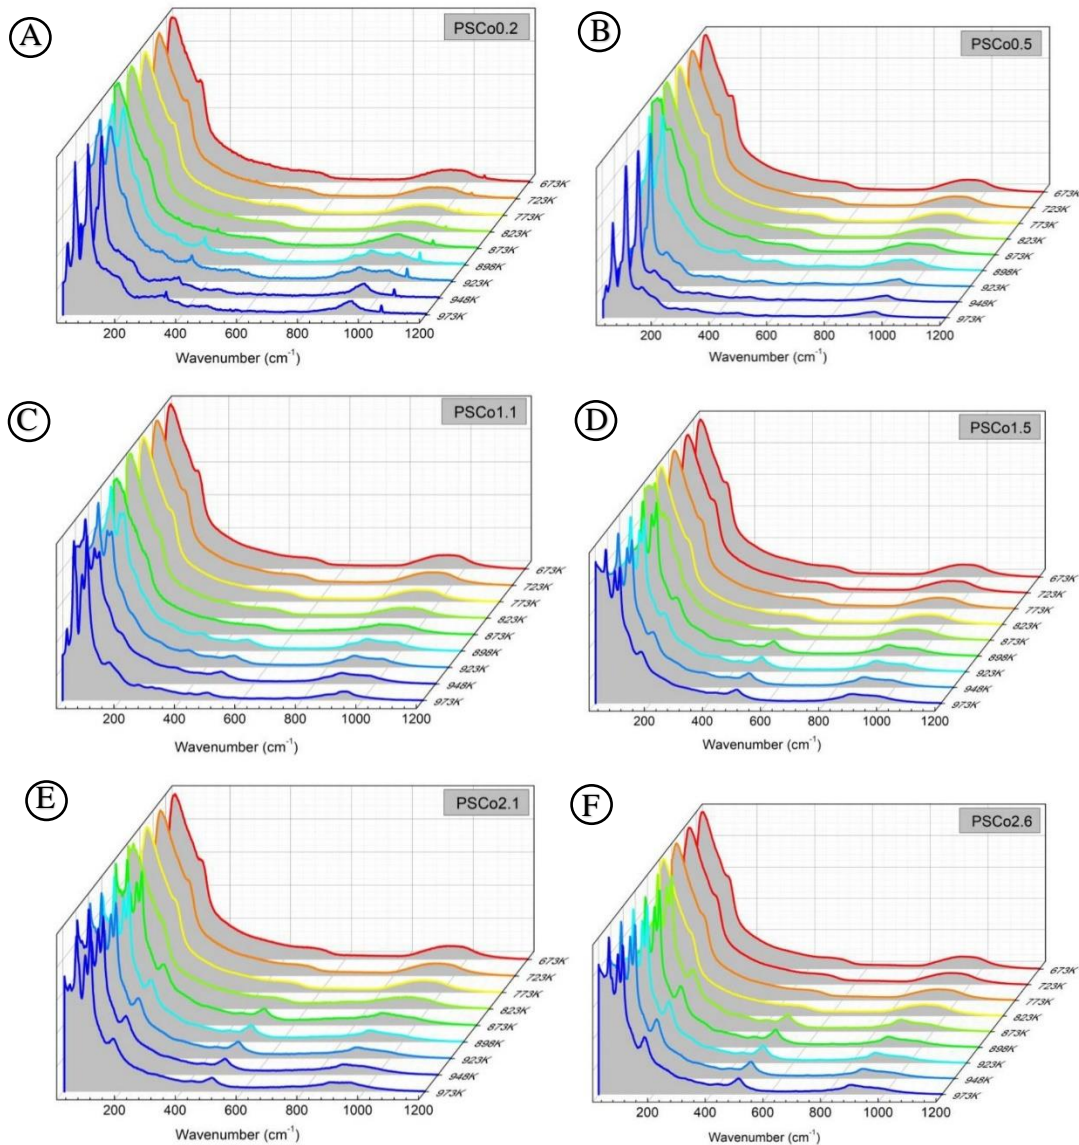 A
PSCo0.2
673K
723K
773K
823K
873K
898K
923K
948K
973K
200 400 600 800 1000 1200
Wavenumber (cm⁻¹)
B
PSCo0.5
673K
723K
773K
823K
873K
898K
923K
948K
973K
200 400 600 800 1000 1200
Wavenumber (cm⁻¹)
C
PSCo1.1
673K
723K
773K
823K
873K
898K
923K
948K
973K
200 400 600 800 1000 1200
Wavenumber (cm⁻¹)
D
PSCo1.5
673K
723K
773K
823K
873K
898K
923K
948K
973K
200 400 600 800 1000 1200
Wavenumber (cm⁻¹)
E
PSCo2.1
673K
723K
773K
823K
873K
898K
923K
948K
973K
200 400 600 800 1000 1200
Wavenumber (cm⁻¹)
F
PSCo2.6
673K
723K
773K
823K
873K
898K
923K
948K
973K
200 400 600 800 1000 1200
Wavenumber (cm⁻¹)